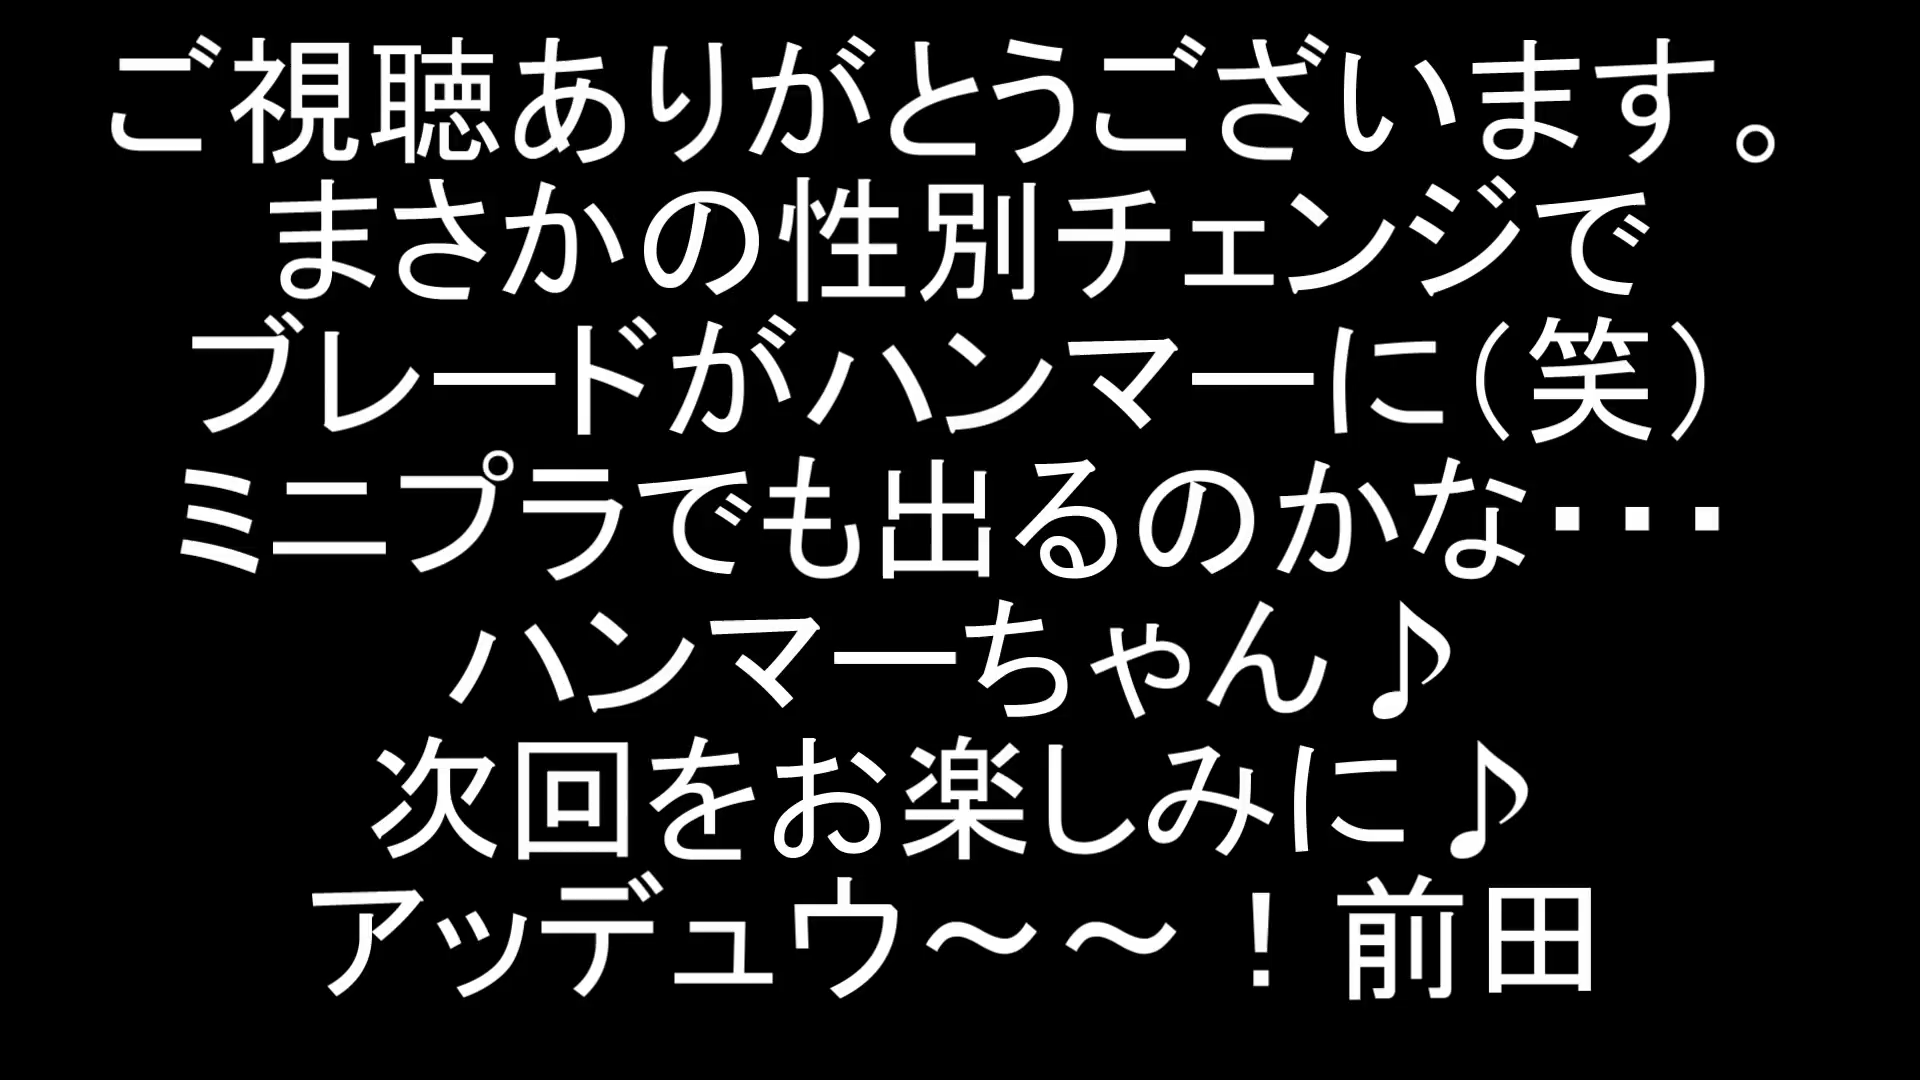 ご視聴ありがとうございます。
まさかの性別チェンジで
ブレードがハンマーに（笑）
ミニプラでも出るのかな・・・
ハンマーちゃん♪
次回をお楽しみに♪
アッデュウ～～！前田